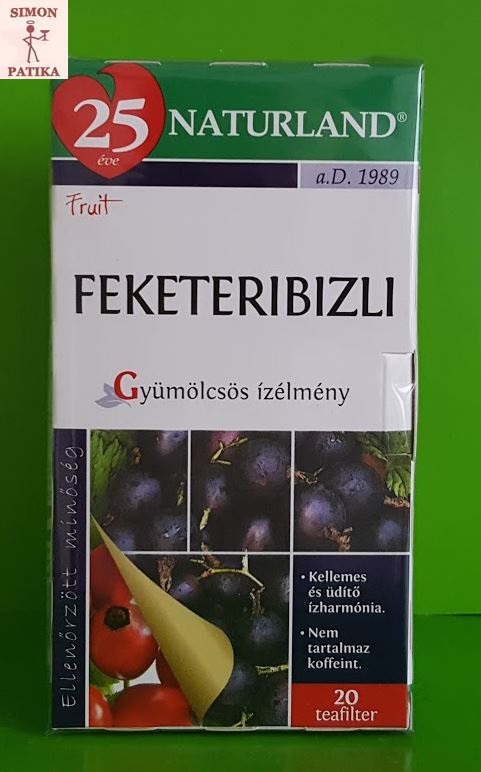 SIMON
PATIKA
25
éve
NATURLAND®
a.D. 1989
Fruit
FEKETERIBIZLI
Gyümölcsös ízélmény
Ellenőrzött minőség
• Kellemes
és üdítő
ízharmónia.
• Nem
tartalmaz
koffeint.
20
teafilter